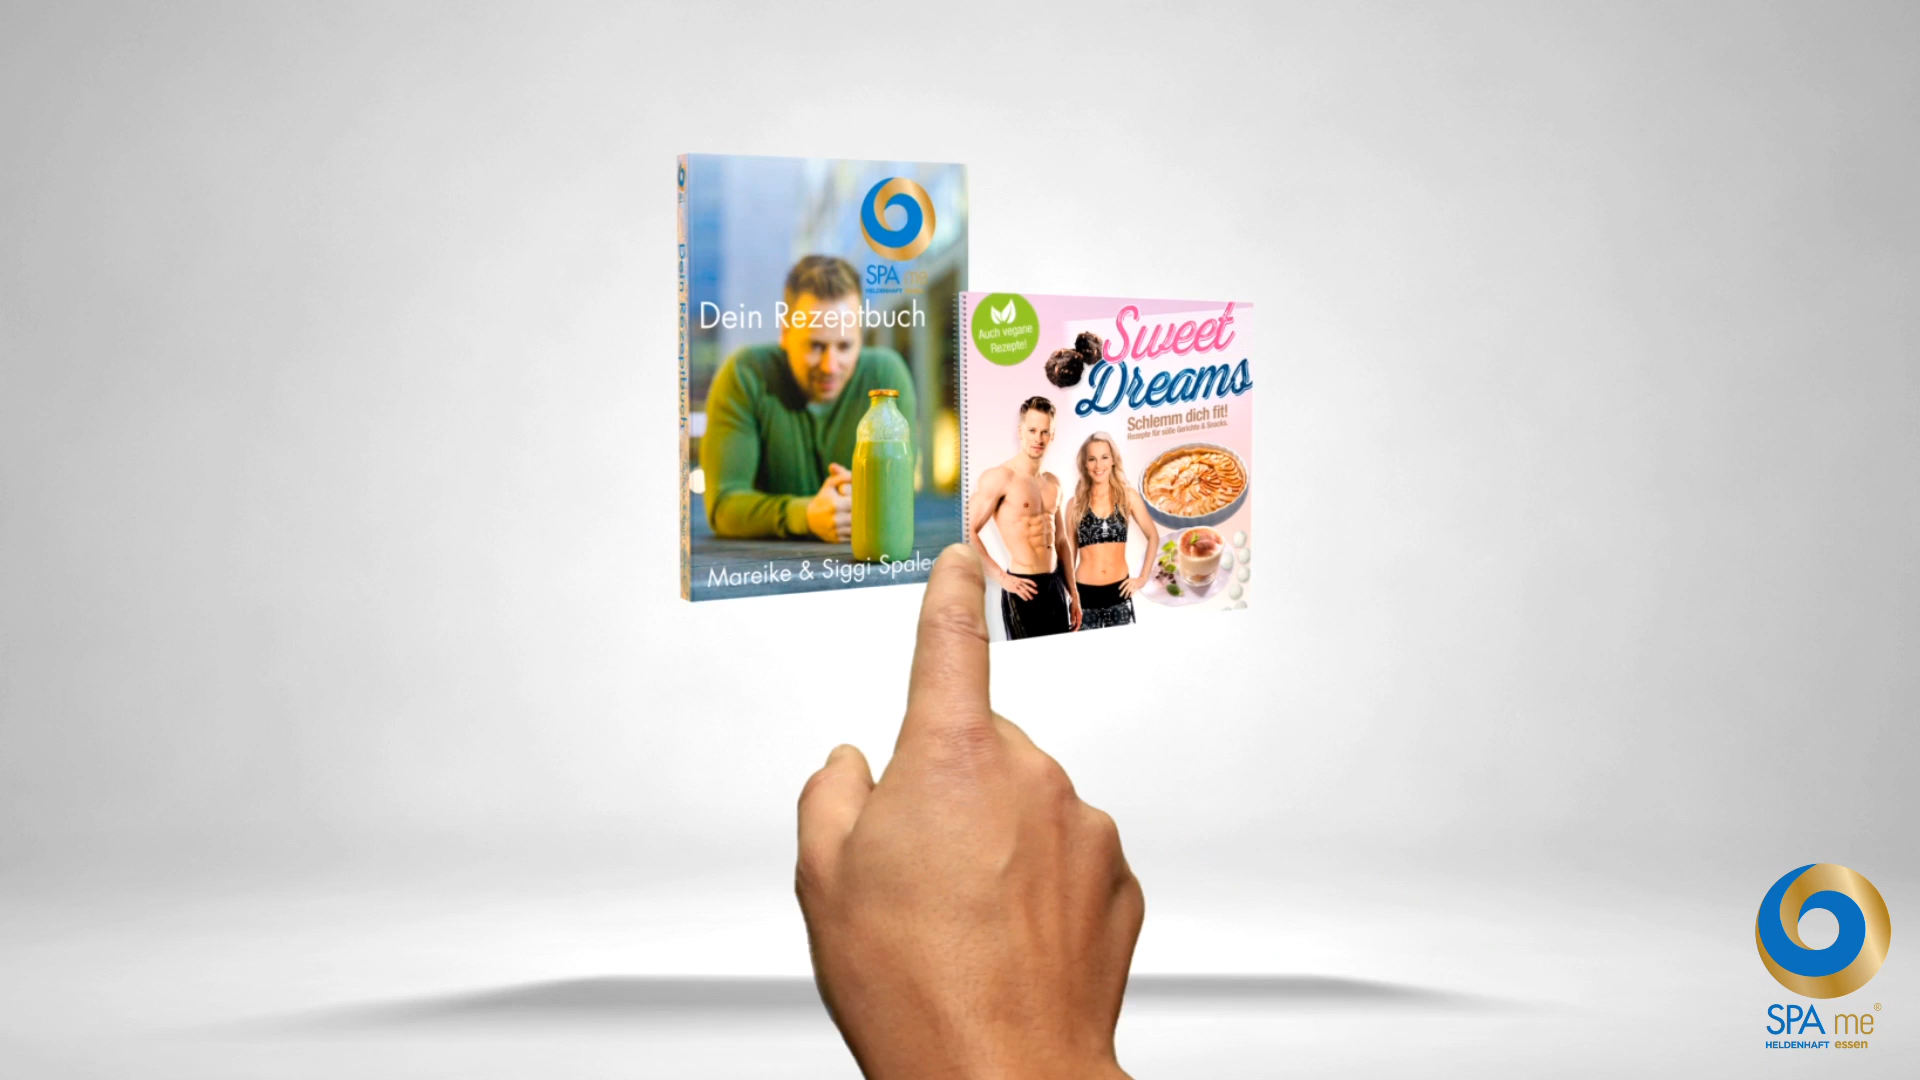 SPA me
HELDENHAFT
Dein Rezeptbuch
Mareike & Siggi
Dein Rezeptbuch
Auch vegane
Rezepte!
Sweet
Dreams
Schlemm dich fit!
Rezepte für süße Gerichte & Snacks.
SPA me®
HELDENHAFT essen